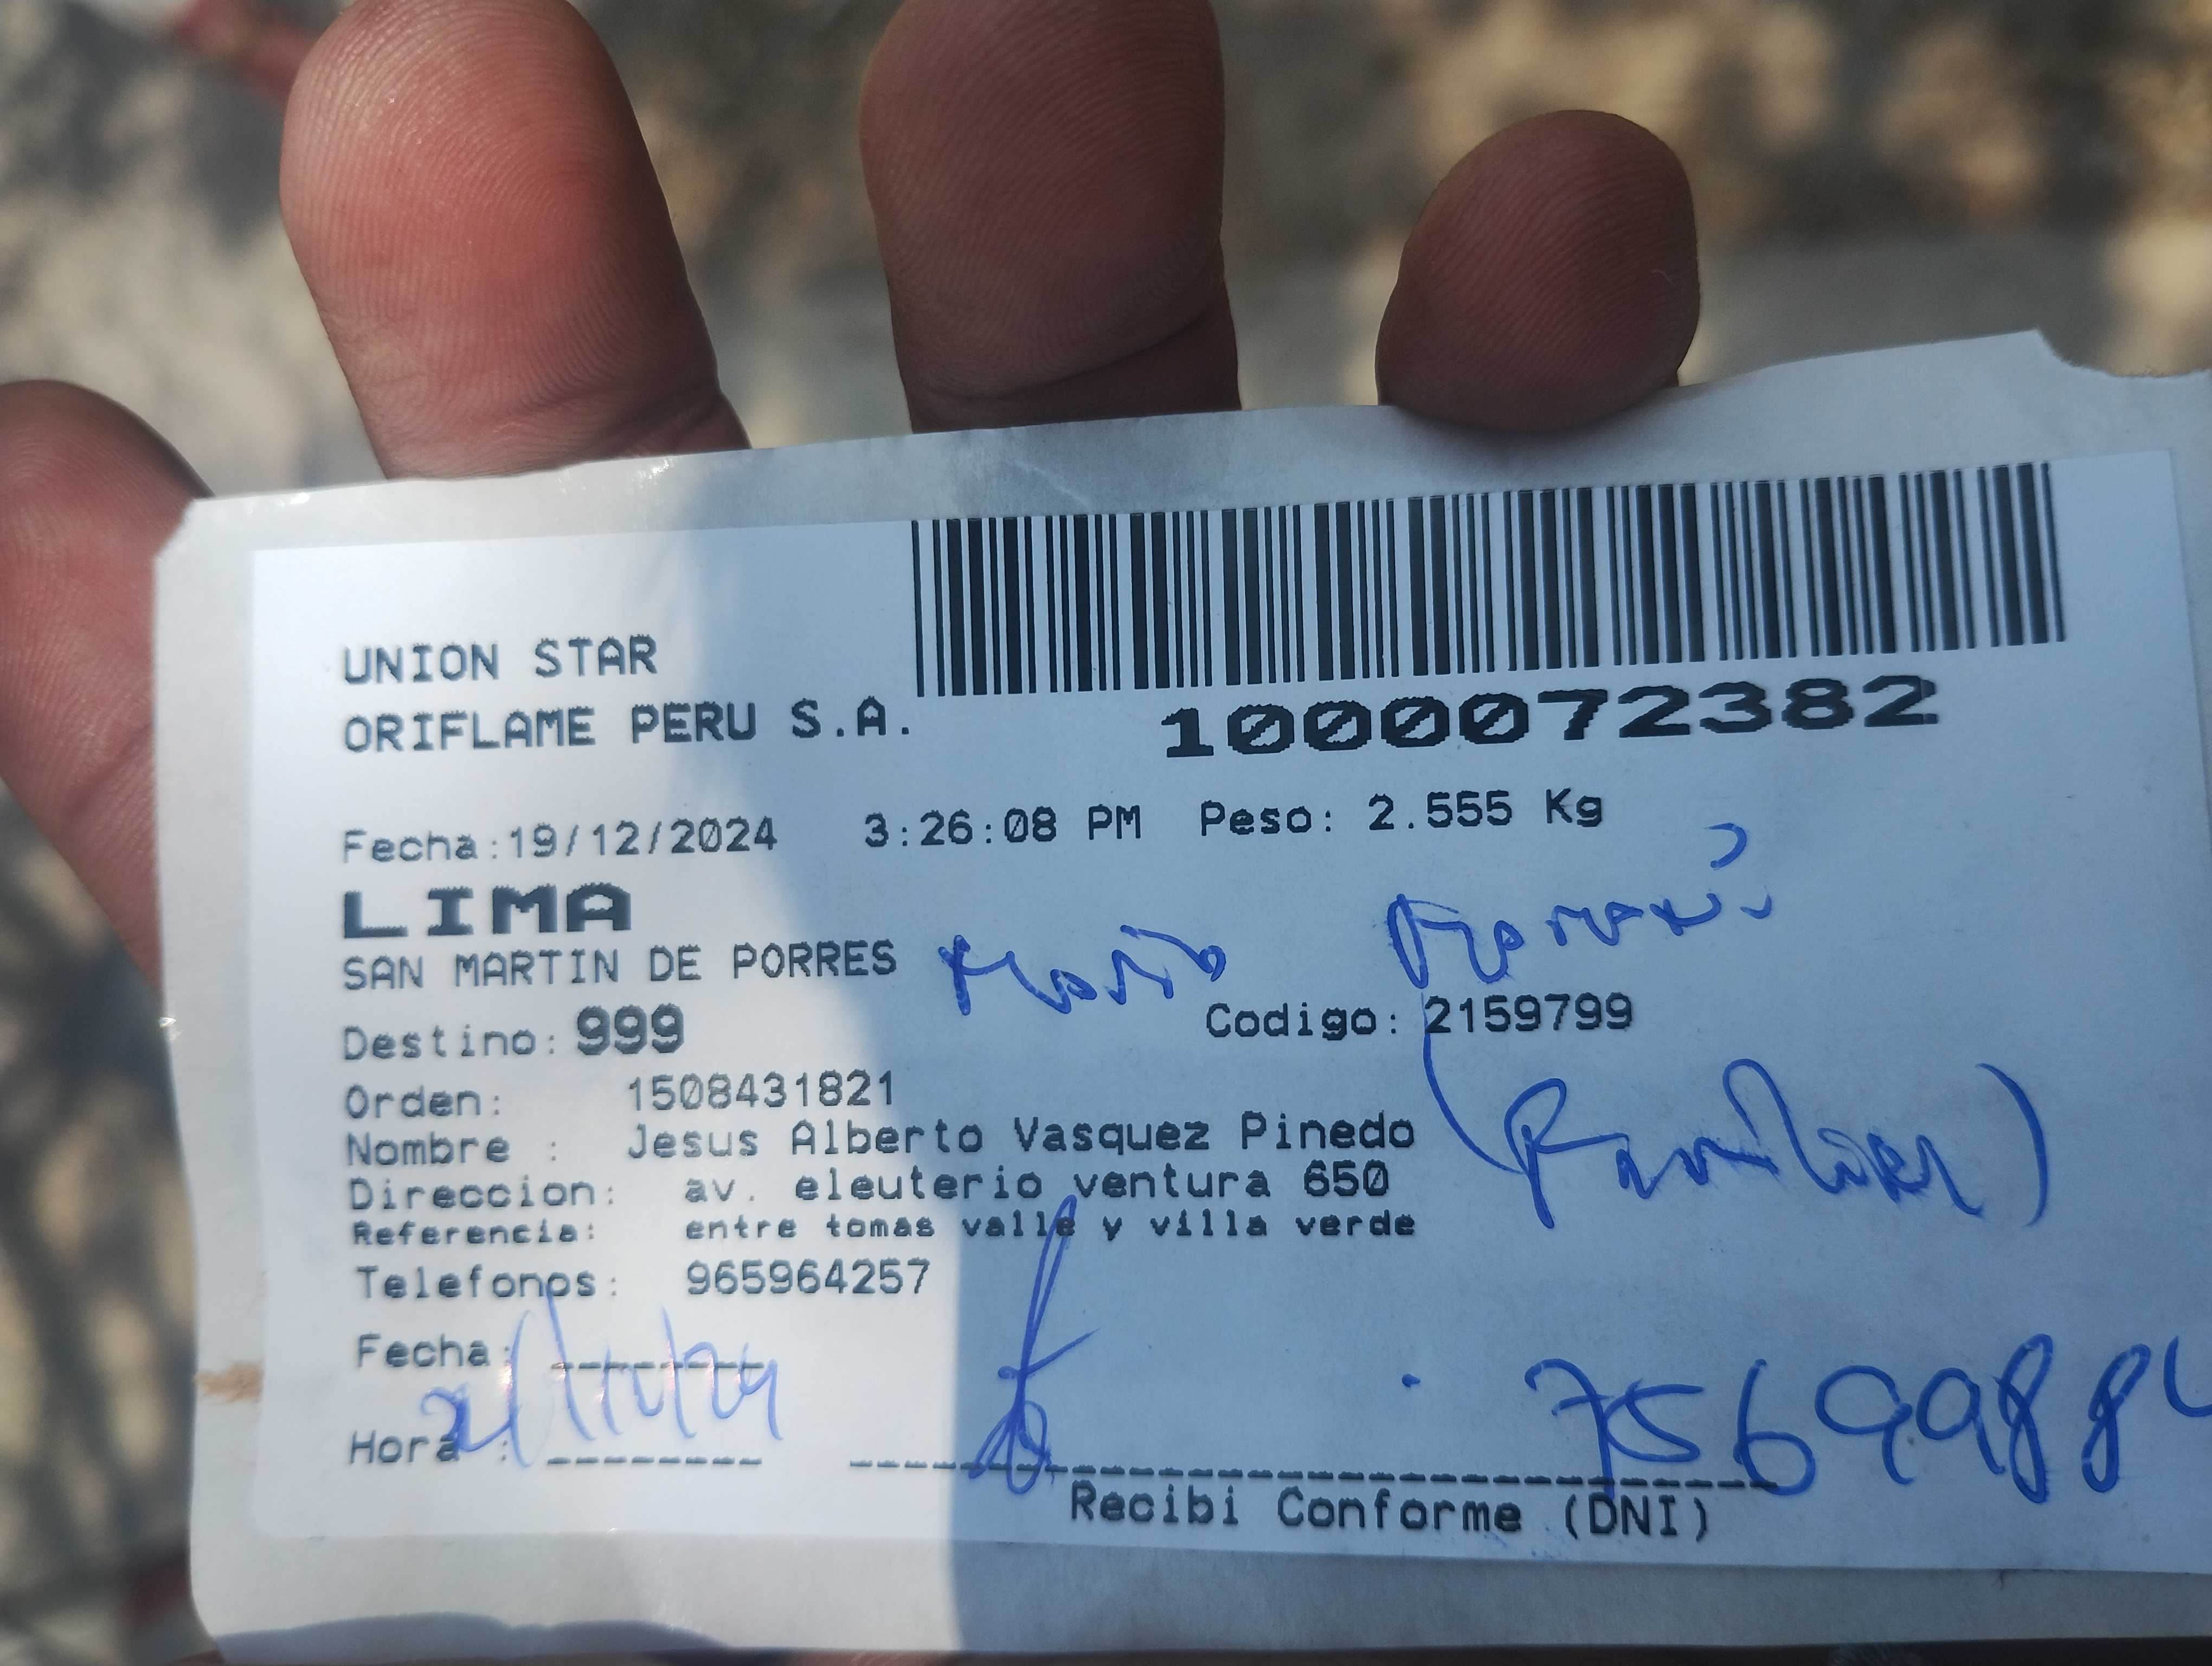 UNION STAR
ORIFLAME PERU S.A.
1000072382
Fecha:19/12/2024 3:26:08 PM Peso: 2.555 Kg
LIMA
SAN MARTIN DE PORRES
Destino: 999 Codigo: 2159799
Orden: 1508431821
Nombre : Jesus Alberto Vasquez Pinedo
(Familiar)
Direccion: av. eleuterio ventura 650
Referencia: entre tomas valle y villa verde
Telefonos: 965964257
Fecha:
Hora :
7569988
Recibi Conforme (DNI)